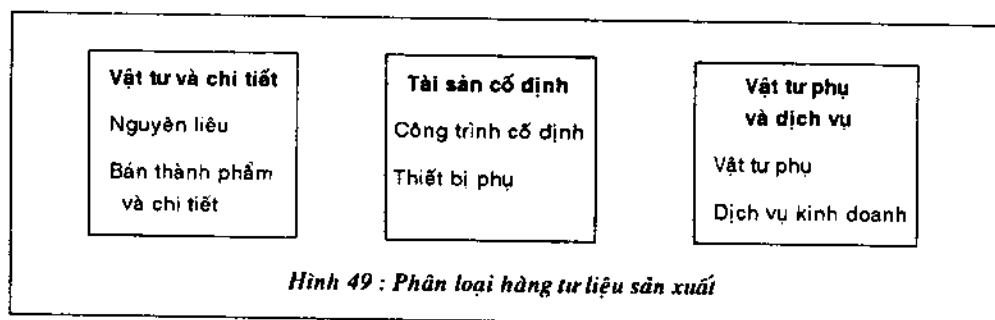 Vật tư và chi tiết
Nguyên liêu
Bán thành phẩm
và chi tiết
Tài sản cố định
Công trình cố định
Thiết bị phụ
Vật tư phụ
và dịch vụ
Vật tư phụ
Dịch vụ kinh doanh
Hình 49 : Phân loại hàng tư liệu sản xuất